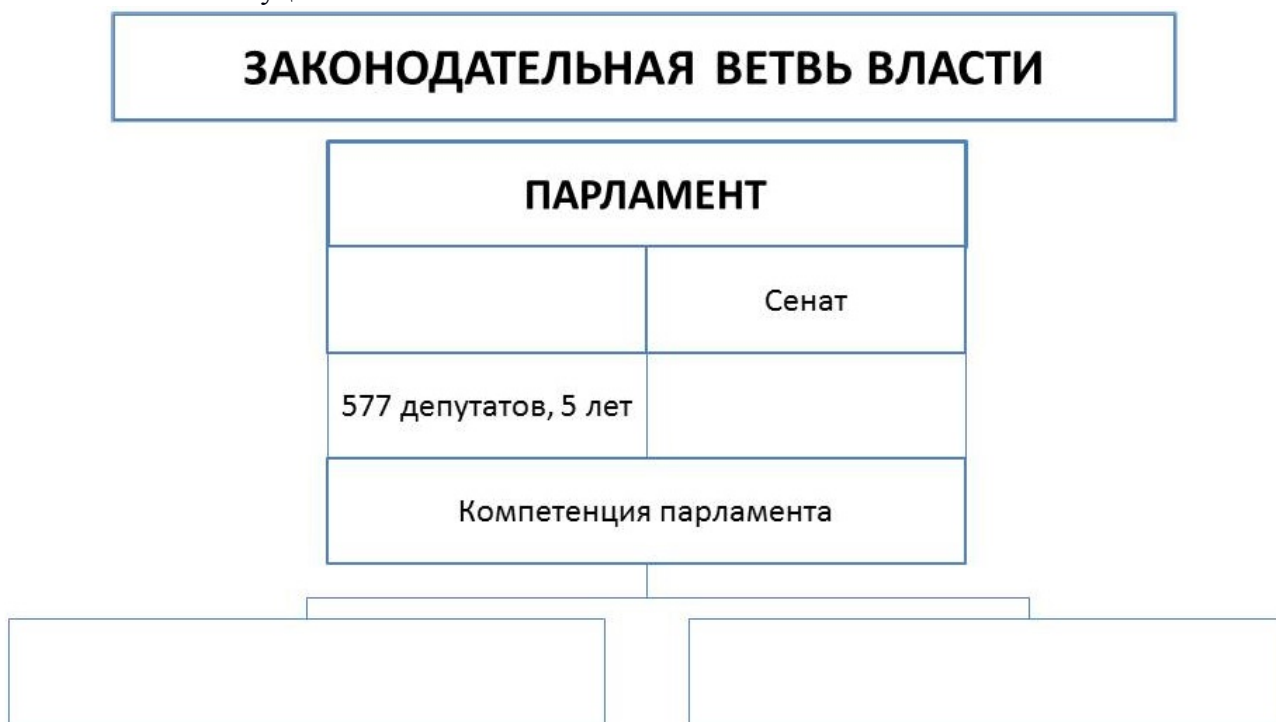 ЗАКОНОДАТЕЛЬНАЯ ВЕТВЬ ВЛАСТИ
ПАРЛАМЕНТ
Сенат
577 депутатов, 5 лет
Компетенция парламента